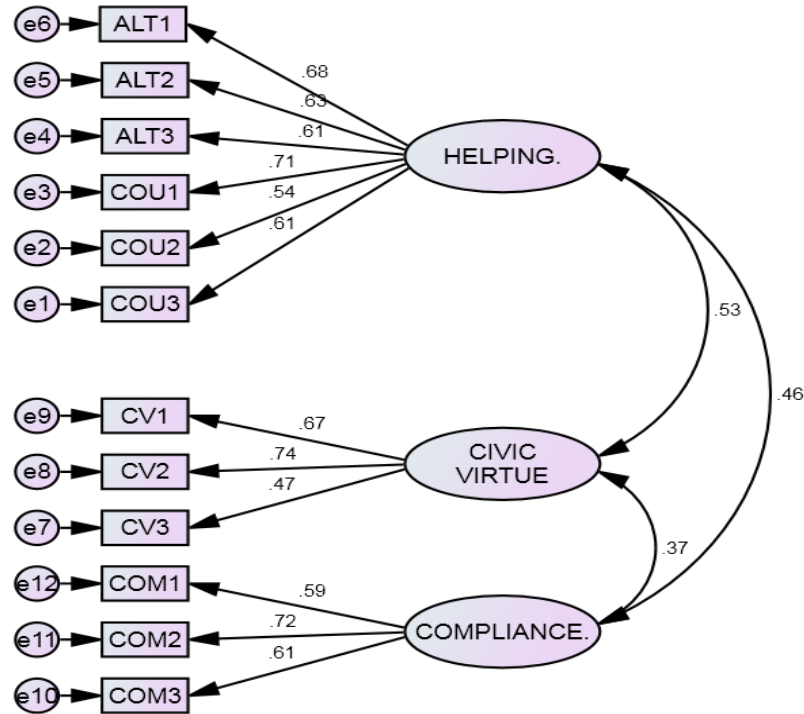 e6 ALT1
.68
e5 ALT2
.63
e4 ALT3
.61
HELPING.
.71
e3 COU1
.54
e2 COU2
.61
e1 COU3
.53
.46
e9 CV1
.67
CIVIC
VIRTUE
.74
e8 CV2
.47
e7 CV3
.37
e12 COM1
.59
.72
COMPLIANCE.
e11 COM2
.61
e10 COM3